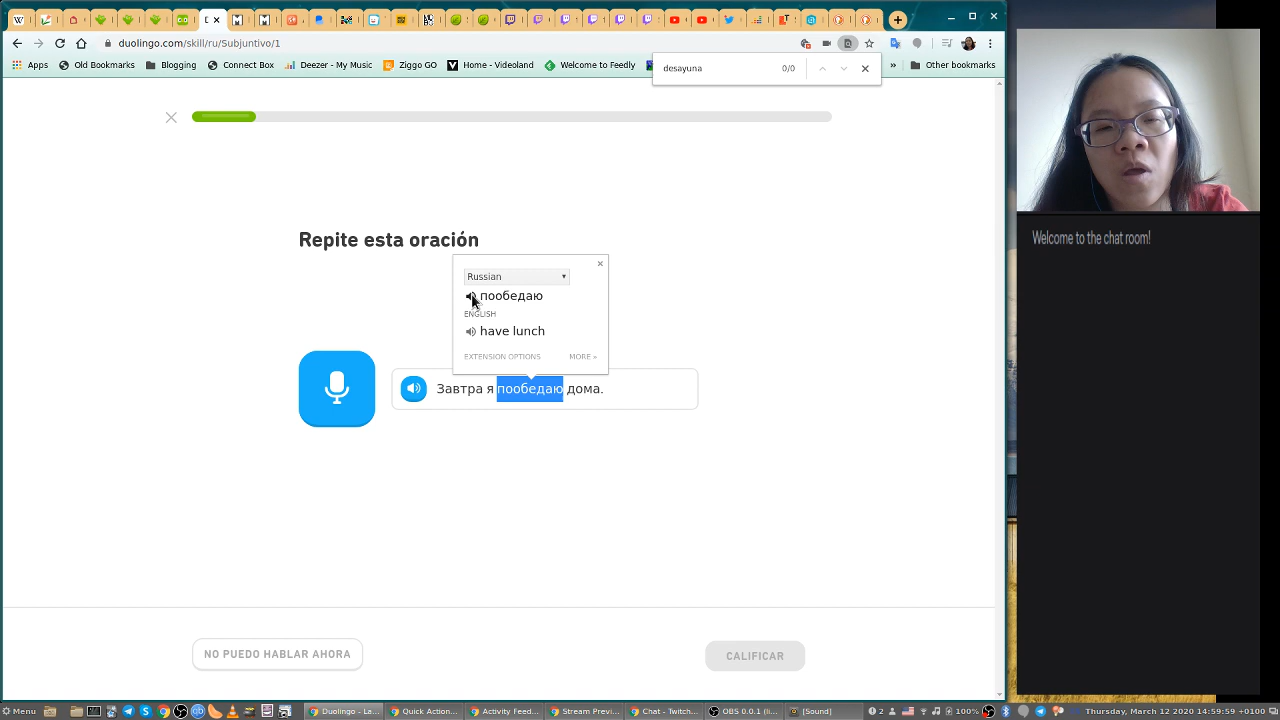 duolingo.com/skill/ru/Subjuntivo/1
Apps Old Bookmarks Blogging Connect Box Deezer - My Music Ziggo GO Home - Videoland Welcome to Feedly » Other bookmarks
desayuna 0/0
Repite esta oración
Russian
пообедаю
ENGLISH
have lunch
EXTENSION OPTIONS MORE »
Завтра я пообедаю дома.
NO PUEDO HABLAR AHORA
CALIFICAR
Welcome to the chat room!
Menu Duolingo - La... Quick Action... Activity Feed... Stream Previ... Chat - Twitch... OBS 0.0.1 (li... [Sound] 2 100% Thursday, March 12 2020 14:59:59 +0100